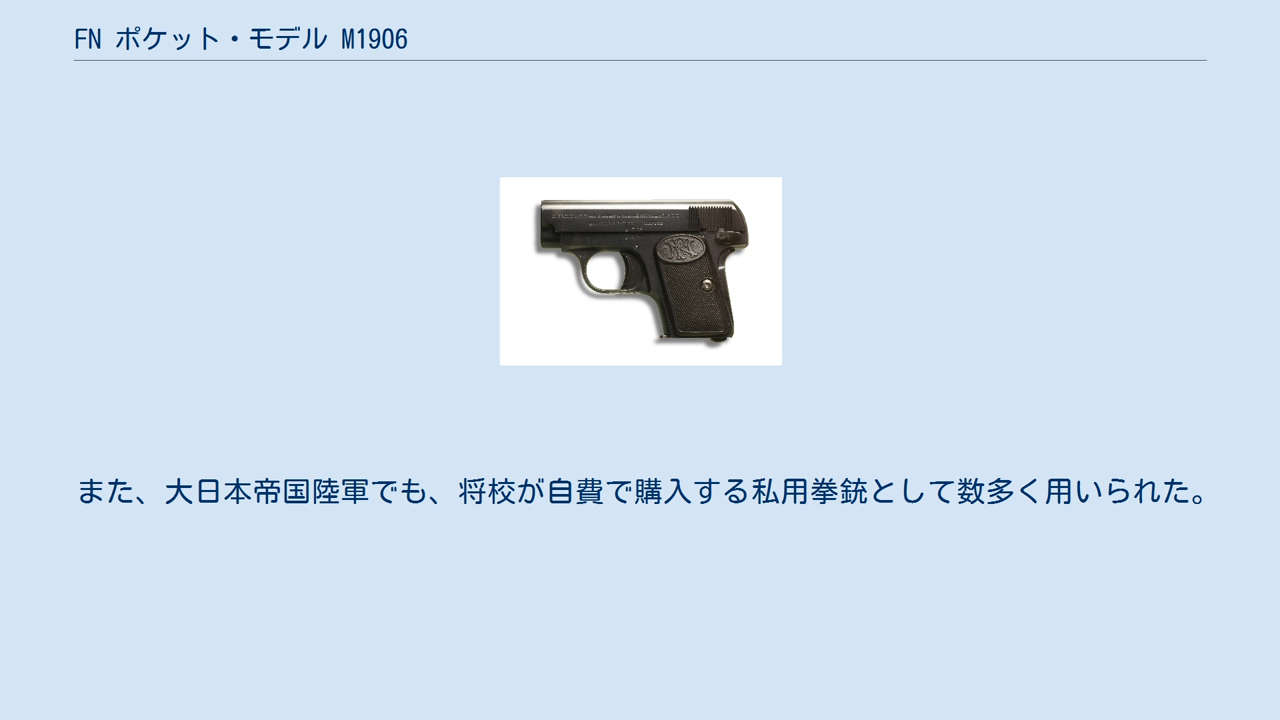 FN ポケット・モデル M1906
FN
また、大日本帝国陸軍でも、将校が自費で購入する私用拳銃として数多く用いられた。